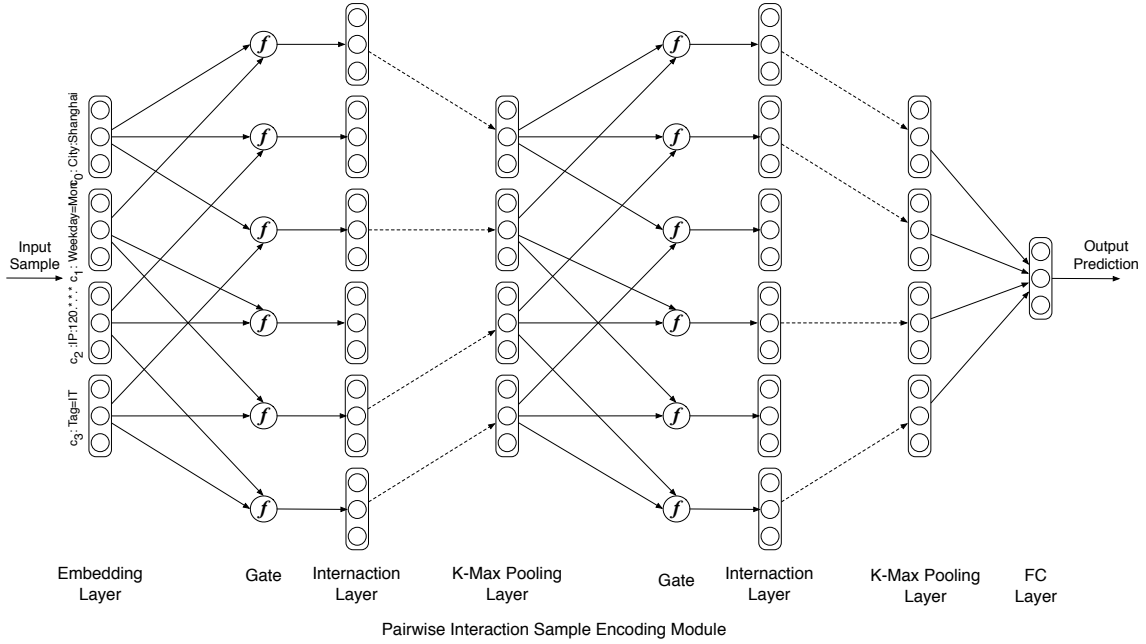 f
f
f
f
f
f
f
f
f
f
f
f
c0: City:Shanghai
c1: Weekday=Mon
c2 :IP:120.*.*.*
c3: Tag=IT
Input
Sample
Output
Prediction
Embedding
Layer
Gate
Internaction
Layer
K-Max Pooling
Layer
Gate
Internaction
Layer
K-Max Pooling
Layer
FC
Layer
Pairwise Interaction Sample Encoding Module